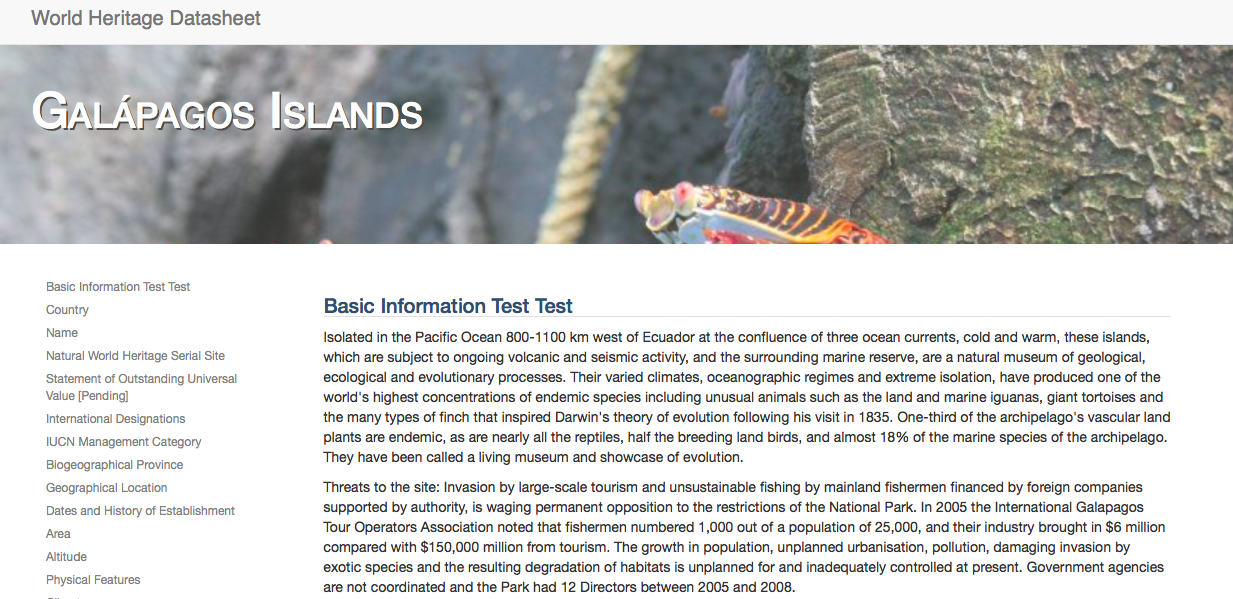 World Heritage Datasheet
GALÁPAGOS ISLANDS
Basic Information Test Test
Country
Name
Natural World Heritage Serial Site
Statement of Outstanding Universal
Value [Pending]
International Designations
IUCN Management Category
Biogeographical Province
Geographical Location
Dates and History of Establishment
Area
Altitude
Physical Features
Basic Information Test Test
Isolated in the Pacific Ocean 800-1100 km west of Ecuador at the confluence of three ocean currents, cold and warm, these islands,
which are subject to ongoing volcanic and seismic activity, and the surrounding marine reserve, are a natural museum of geological,
ecological and evolutionary processes. Their varied climates, oceanographic regimes and extreme isolation, have produced one of the
world's highest concentrations of endemic species including unusual animals such as the land and marine iguanas, giant tortoises and
the many types of finch that inspired Darwin's theory of evolution following his visit in 1835. One-third of the archipelago's vascular land
plants are endemic, as are nearly all the reptiles, half the breeding land birds, and almost 18% of the marine species of the archipelago.
They have been called a living museum and showcase of evolution.
Threats to the site: Invasion by large-scale tourism and unsustainable fishing by mainland fishermen financed by foreign companies
supported by authority, is waging permanent opposition to the restrictions of the National Park. In 2005 the International Galapagos
Tour Operators Association noted that fishermen numbered 1,000 out of a population of 25,000, and their industry brought in $6 million
compared with $150,000 million from tourism. The growth in population, unplanned urbanisation, pollution, damaging invasion by
exotic species and the resulting degradation of habitats is unplanned for and inadequately controlled at present. Government agencies
are not coordinated and the Park had 12 Directors between 2005 and 2008.